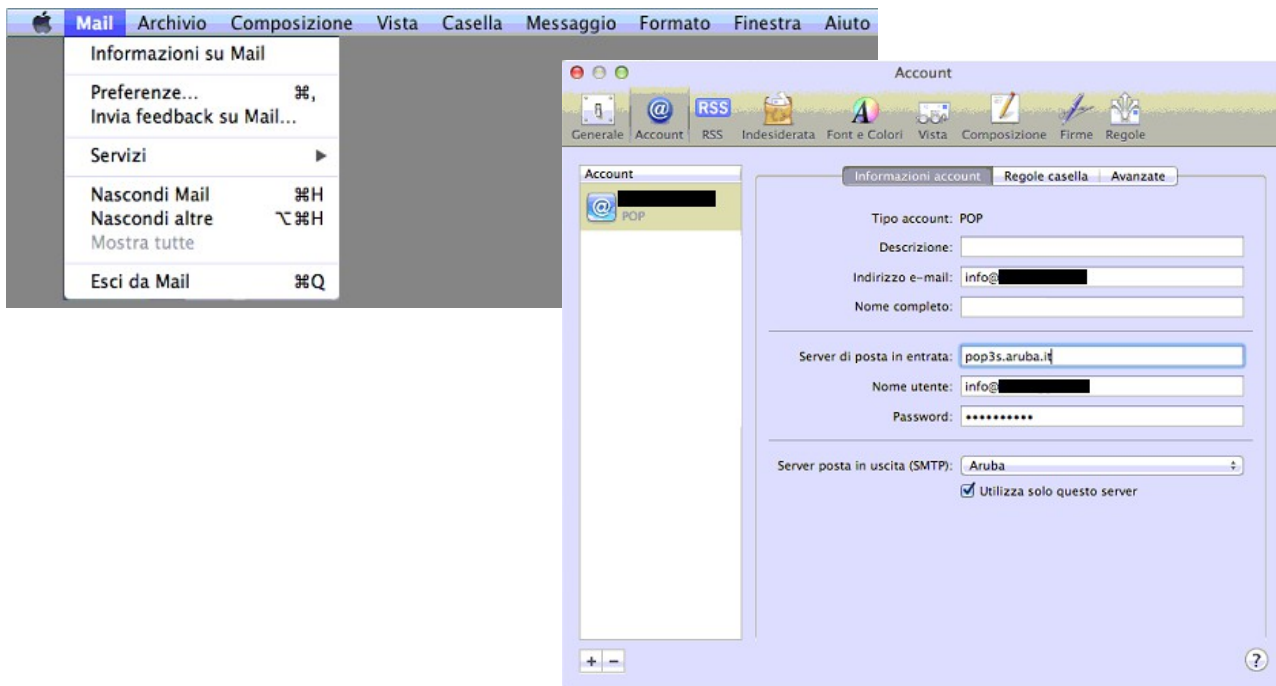 Mail Archivio Composizione Vista Casella Messaggio Formato Finestra Aiuto
Informazioni su Mail
Preferenze... ⌘,
Invia feedback su Mail...
Servizi ▶
Nascondi Mail ⌘H
Nascondi altre ⌥⌘H
Mostra tutte
Esci da Mail ⌘Q
Account
RSS
Generale Account RSS Indesiderata Font e Colori Vista Composizione Firme Regole
Account
POP
Informazioni account Regole casella Avanzate
Tipo account: POP
Descrizione:
Indirizzo e-mail: info@
Nome completo:
Server di posta in entrata: pop3s.aruba.it
Nome utente: info@
Password: ••••••••••
Server posta in uscita (SMTP): Aruba
Utilizza solo questo server
+ −
?